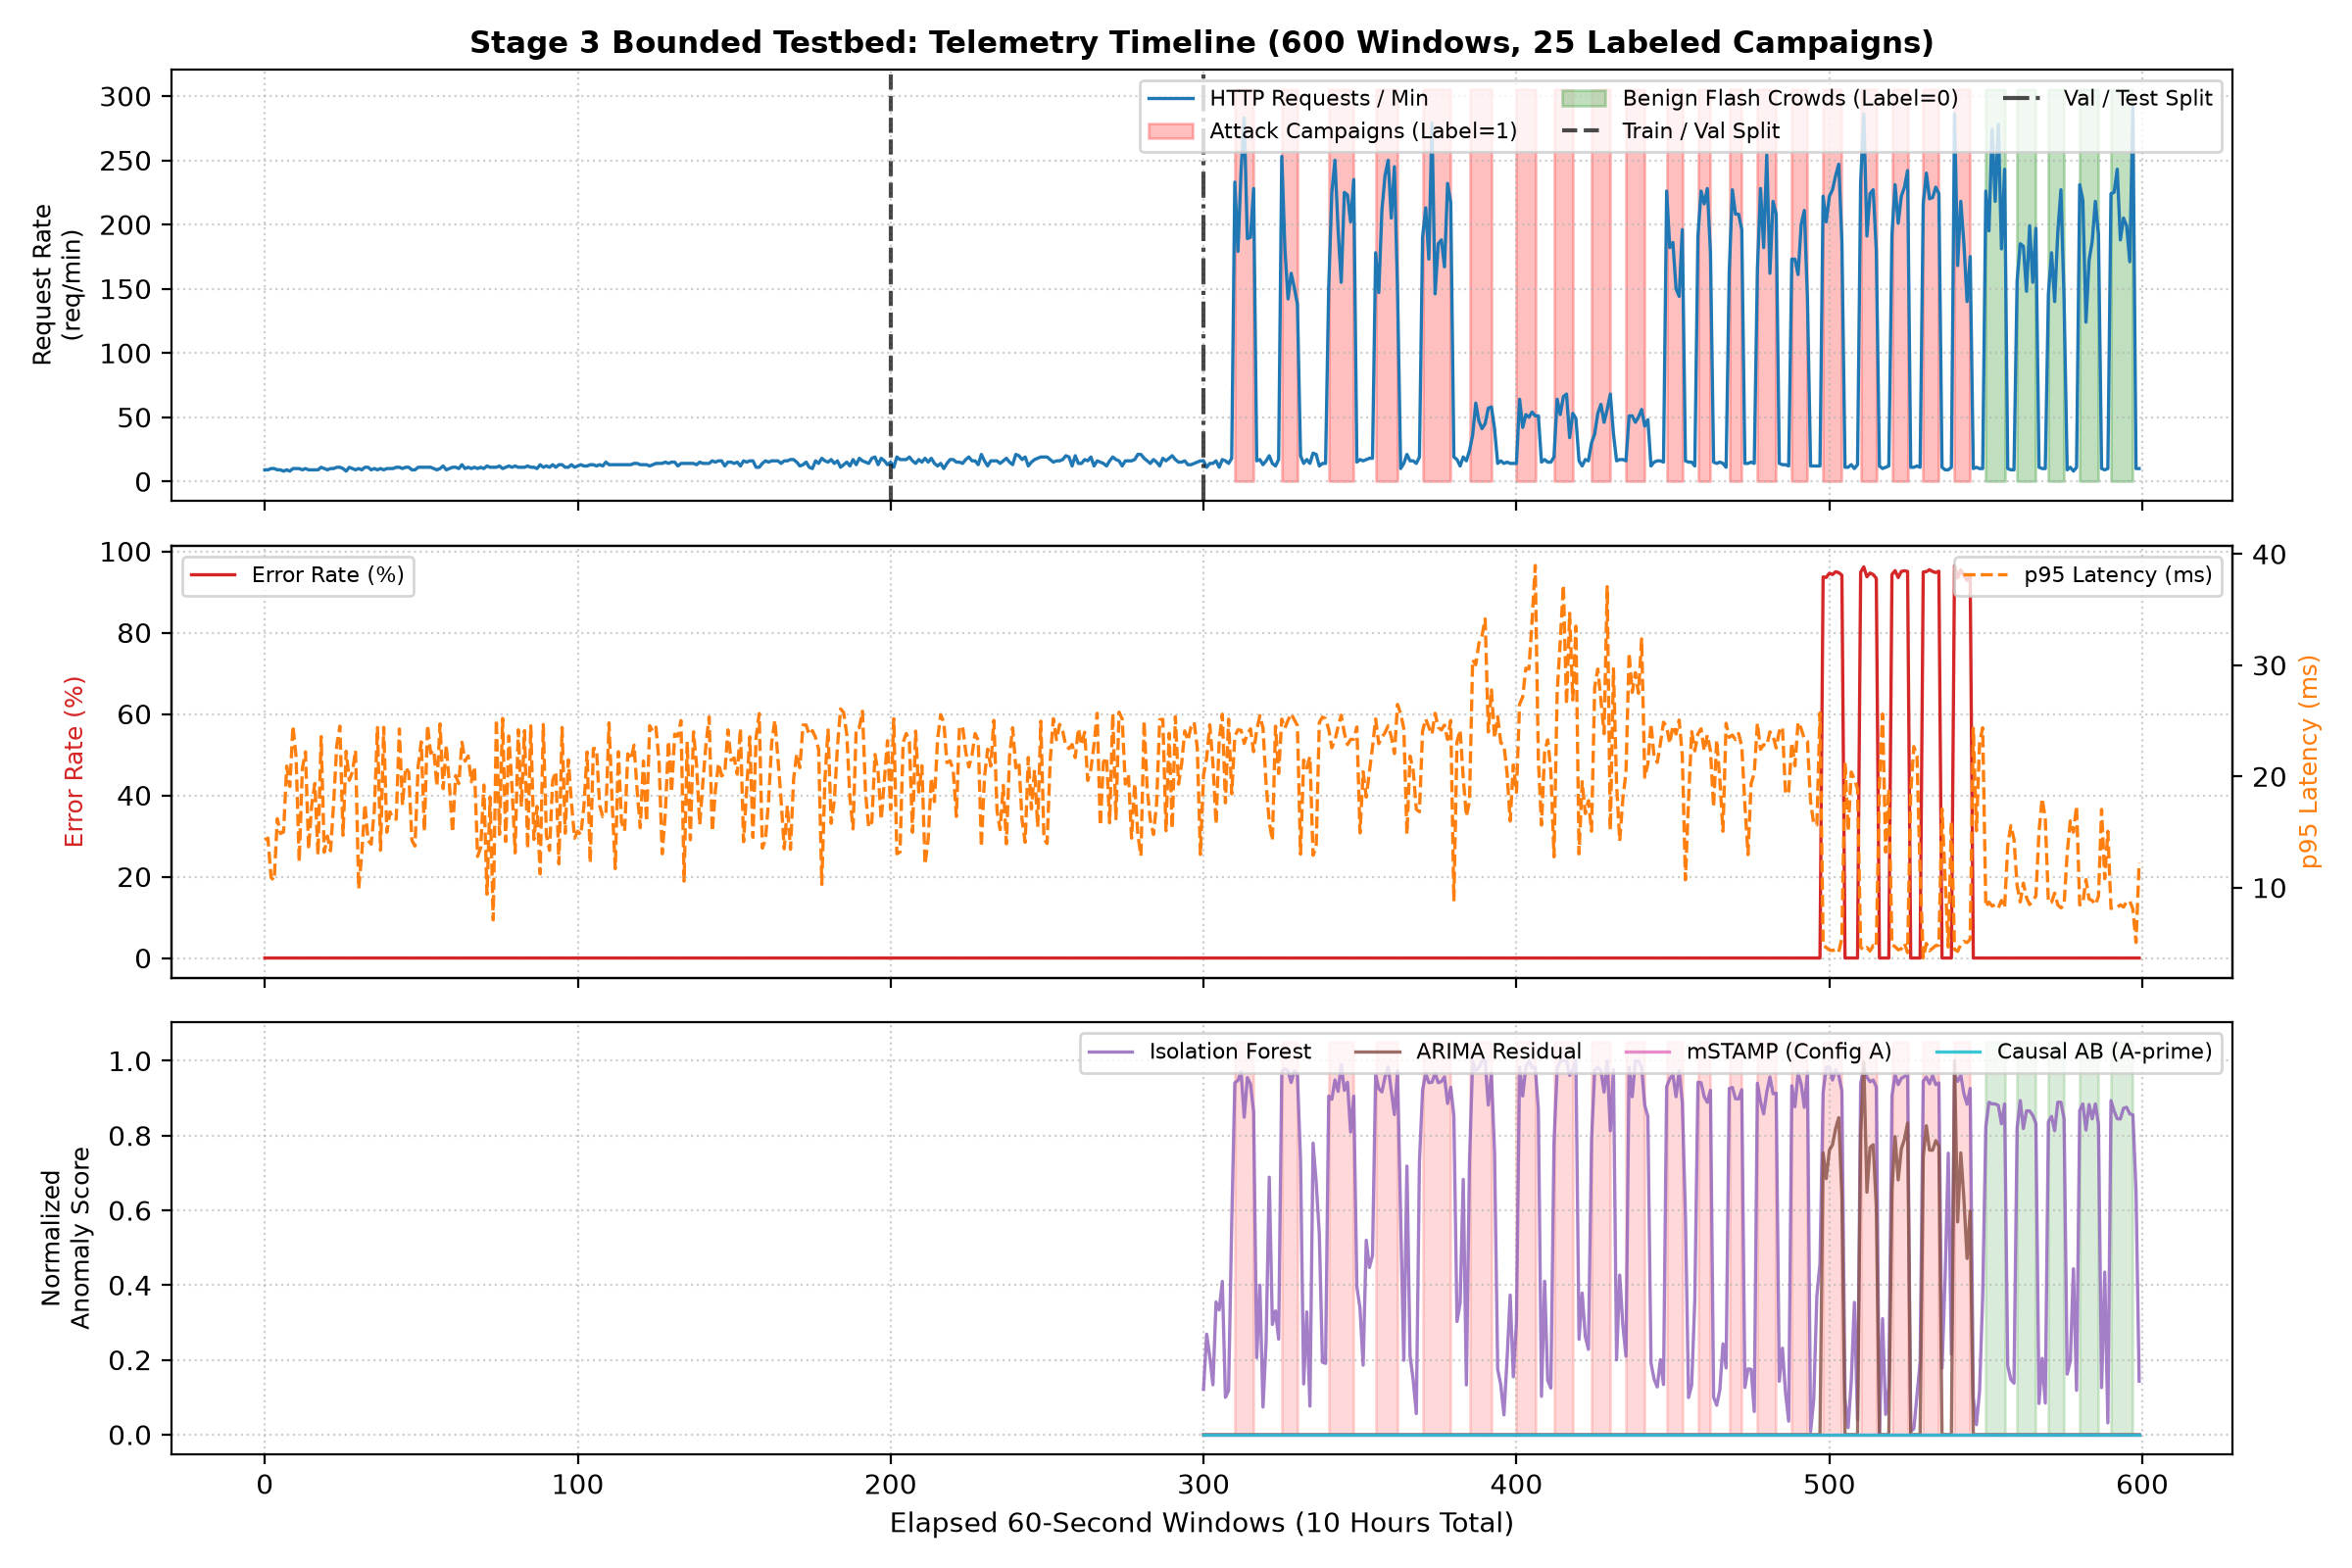 Stage 3 Bounded Testbed: Telemetry Timeline (600 Windows, 25 Labeled Campaigns)
Request Rate
(req/min)
300
250
200
150
100
50
0
HTTP Requests / Min
Attack Campaigns (Label=1)
Benign Flash Crowds (Label=0)
Train / Val Split
Val / Test Split
Error Rate (%)
100
80
60
40
20
0
Error Rate (%)
p95 Latency (ms)
40
30
20
10
p95 Latency (ms)
Normalized
Anomaly Score
1.0
0.8
0.6
0.4
0.2
0.0
Isolation Forest
ARIMA Residual
mSTAMP (Config A)
Causal AB (A-prime)
0
100
200
300
400
500
600
Elapsed 60-Second Windows (10 Hours Total)